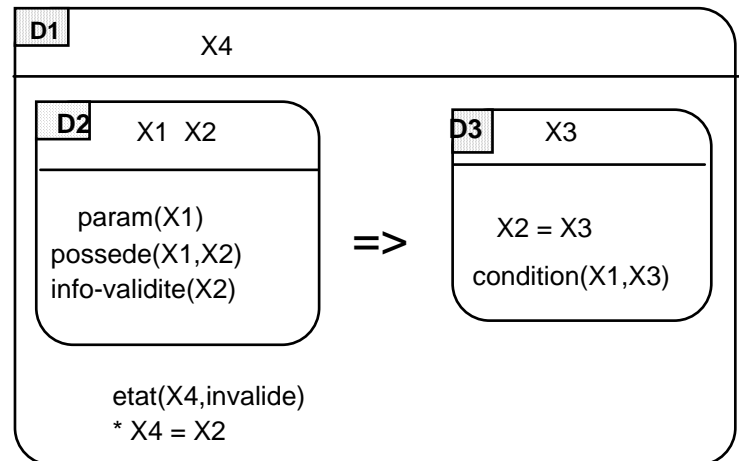 D1
X4
D2
X1 X2
param(X1)
possede(X1,X2)
info-validite(X2)
=>
D3
X3
X2 = X3
condition(X1,X3)
etat(X4,invalide)
* X4 = X2